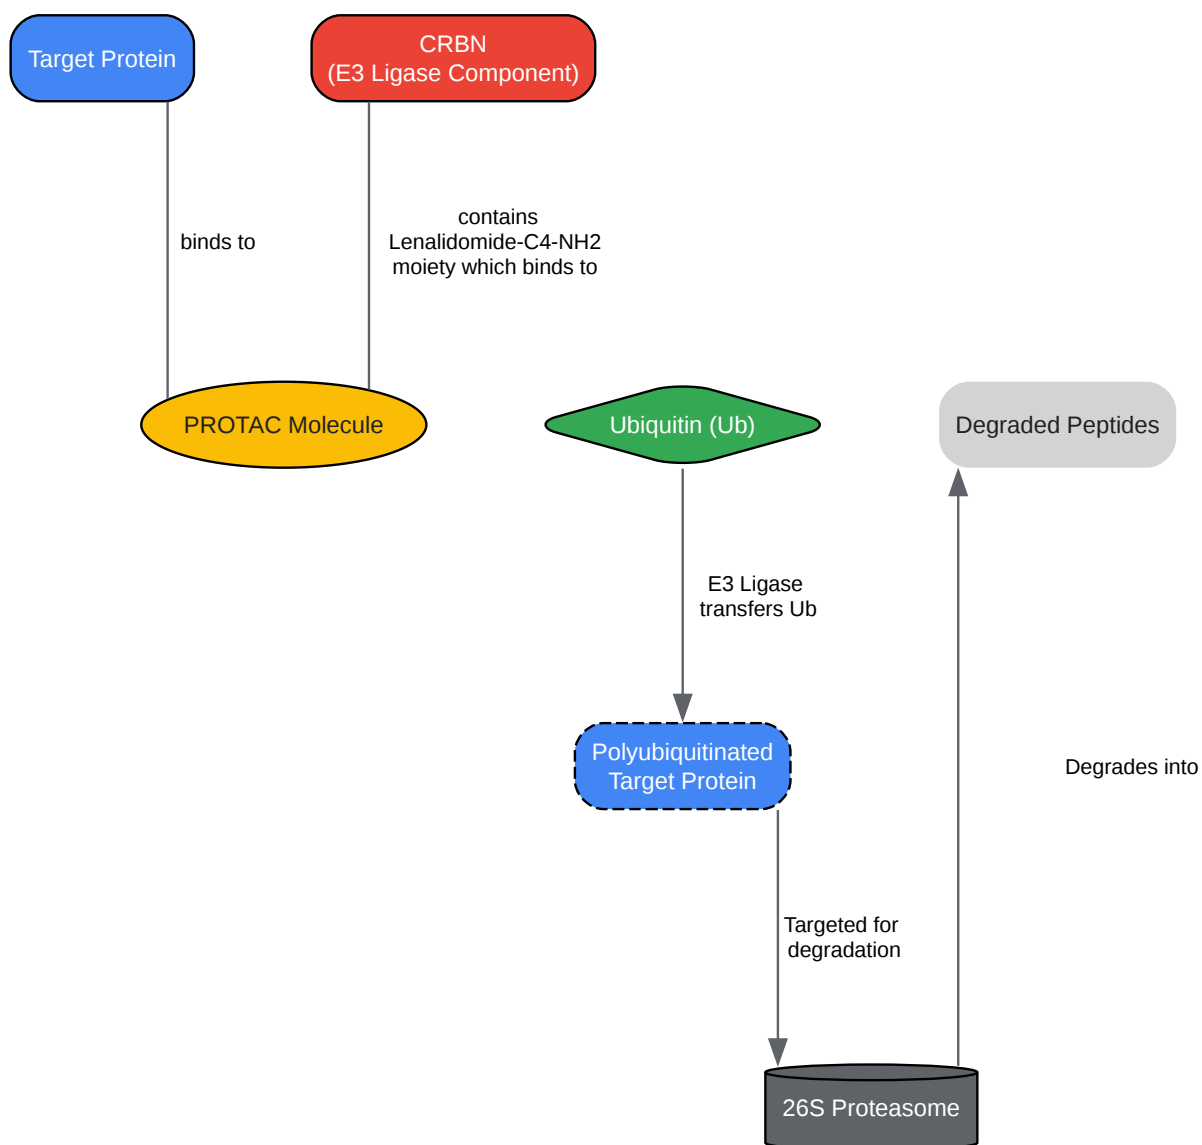 Target Protein
CRBN
(E3 Ligase Component)
binds to
contains
Lenalidomide-C4-NH2
moiety which binds to
PROTAC Molecule
Ubiquitin (Ub)
Degraded Peptides
E3 Ligase
transfers Ub
Polyubiquitinated
Target Protein
Degrades into
Targeted for
degradation
26S Proteasome